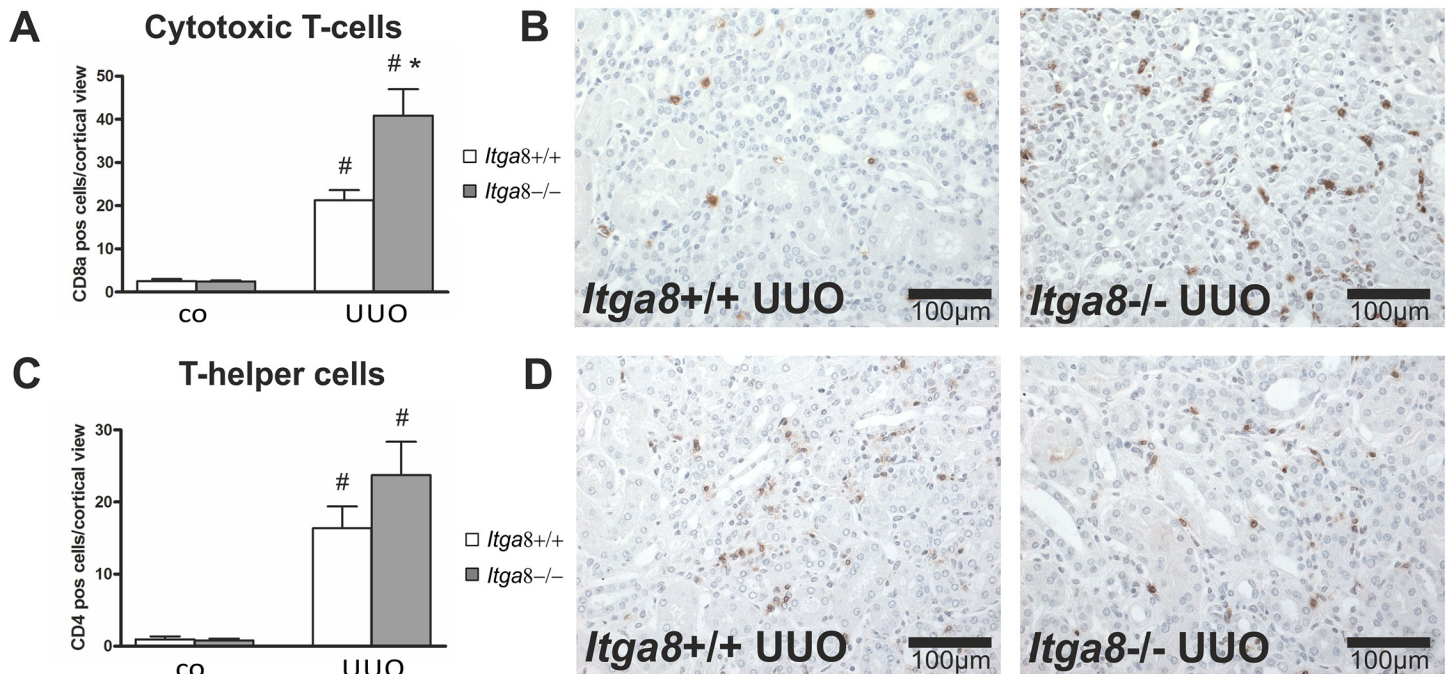 A
Cytotoxic T-cells
CD8a pos cells/cortical view
50
40
30
20
10
0
# *
#
co
UUO
Itga8+/+
Itga8−/−
B
Itga8+/+ UUO
100µm
Itga8-/- UUO
100µm
C
T-helper cells
CD4 pos cells/cortical view
30
20
10
0
#
#
co
UUO
Itga8+/+
Itga8−/−
D
Itga8+/+ UUO
100µm
Itga8-/- UUO
100µm